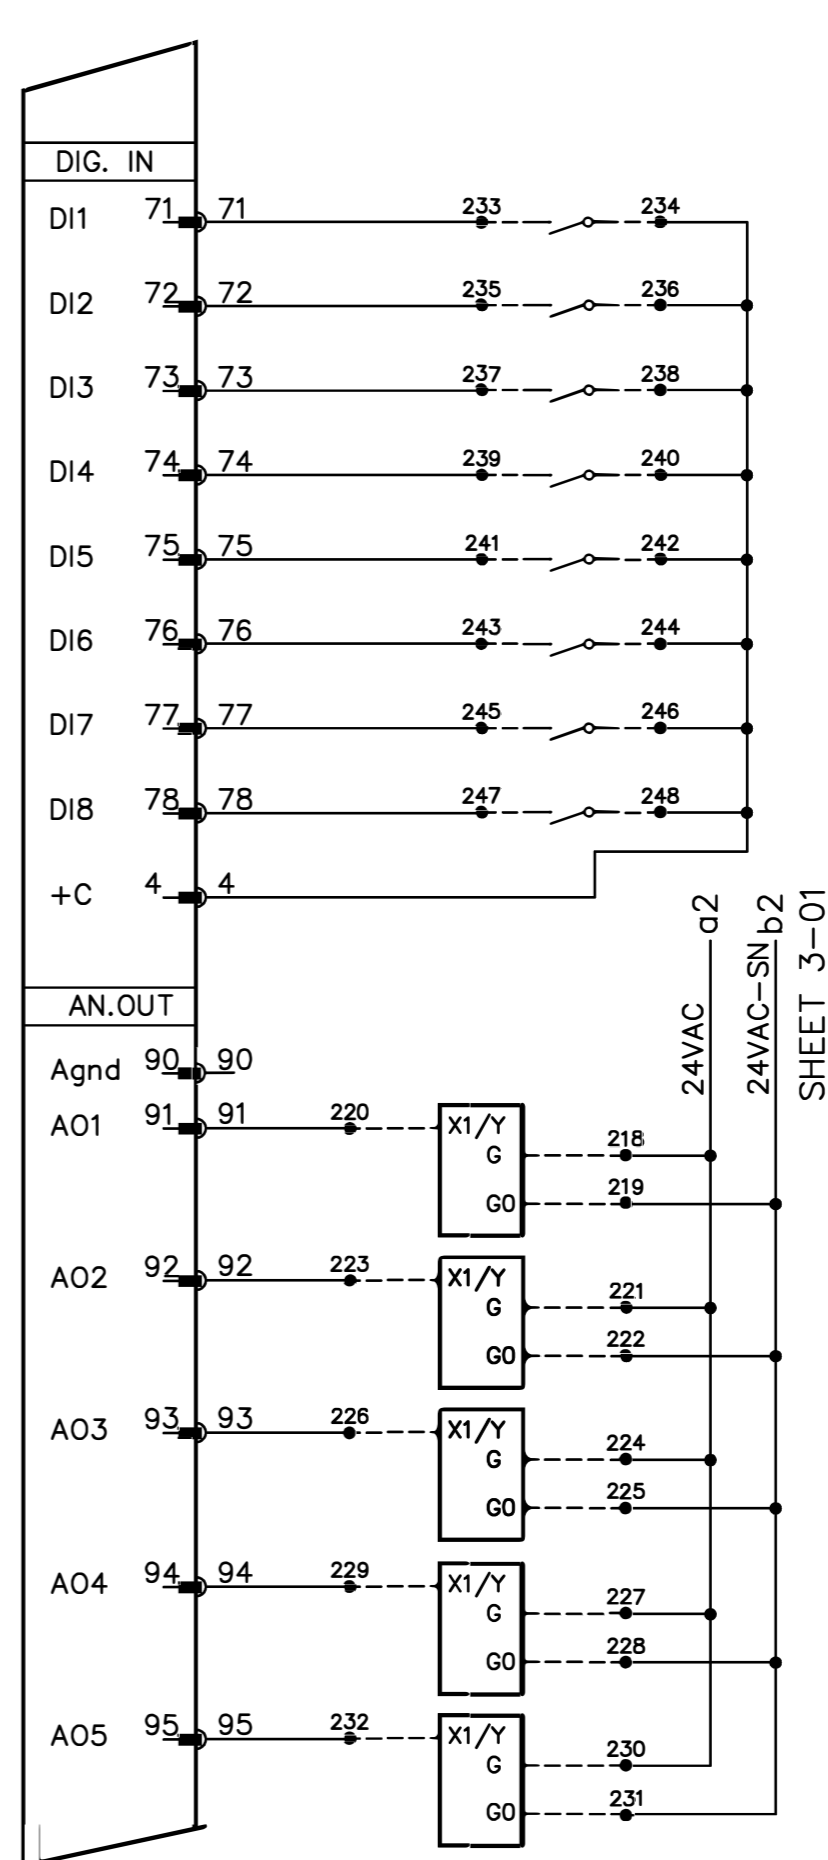 DIG. IN
DI1 71 71 233 234
DI2 72 72 235 236
DI3 73 73 237 238
DI4 74 74 239 240
DI5 75 75 241 242
DI6 76 76 243 244
DI7 77 77 245 246
DI8 78 78 247 248
+C 4 4
a2
b2
24VAC
24VAC-SN
SHEET 3-01
AN.OUT
Agnd 90 90
AO1 91 91 220 X1/Y
G 218
G0 219
AO2 92 92 223 X1/Y
G 221
G0 222
AO3 93 93 226 X1/Y
G 224
G0 225
AO4 94 94 229 X1/Y
G 227
G0 228
AO5 95 95 232 X1/Y
G 230
G0 231